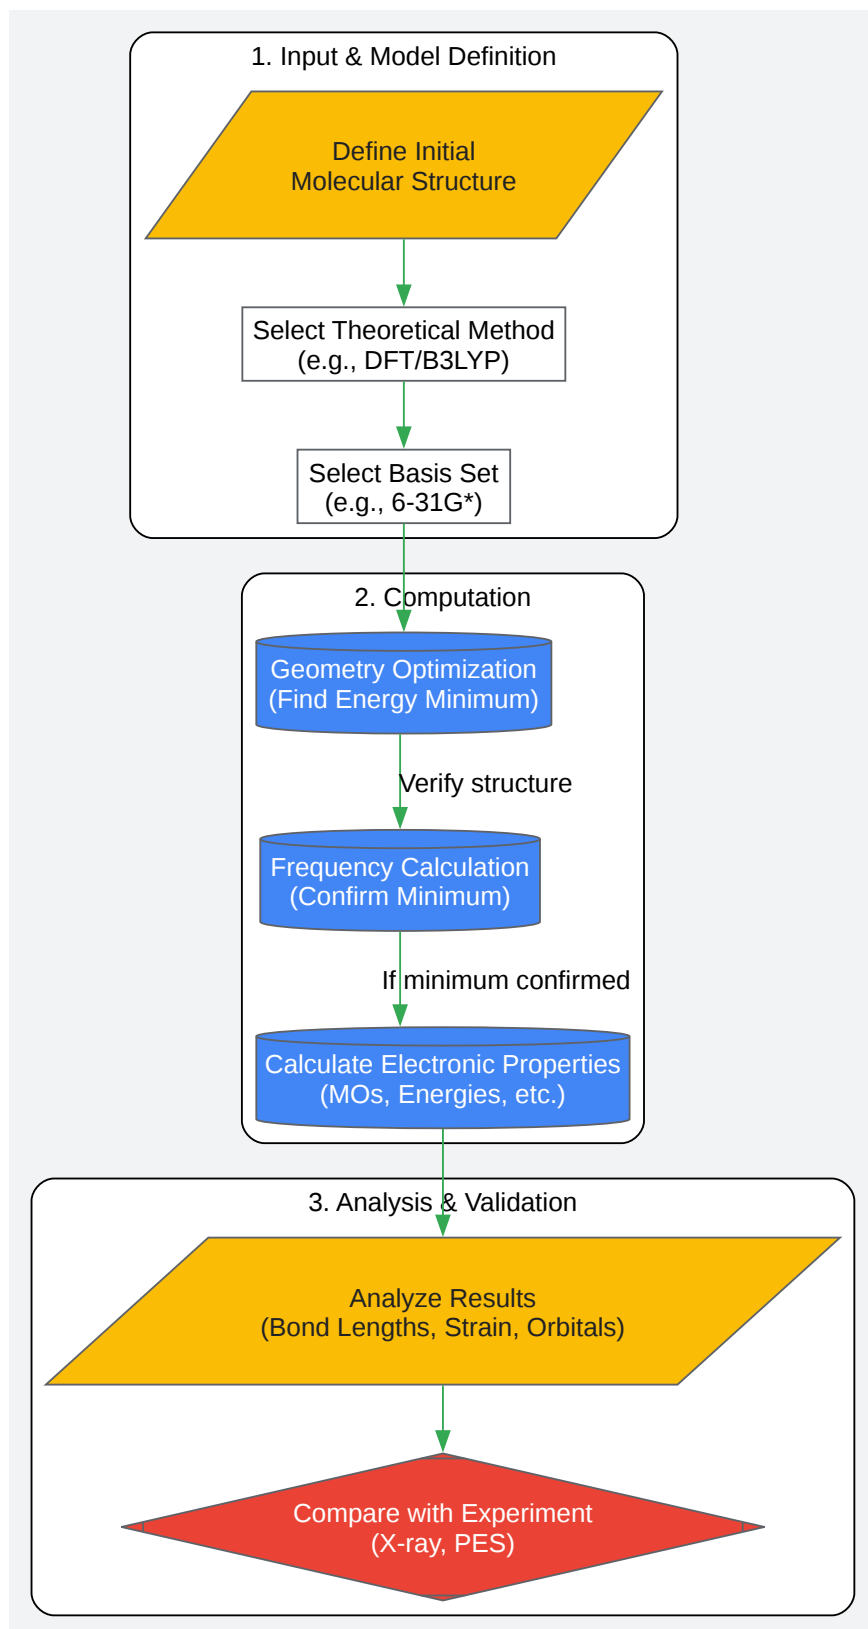 1. Input & Model Definition
Define Initial
Molecular Structure
Select Theoretical Method
(e.g., DFT/B3LYP)
Select Basis Set
(e.g., 6-31G*)
2. Computation
Geometry Optimization
(Find Energy Minimum)
Verify structure
Frequency Calculation
(Confirm Minimum)
If minimum confirmed
Calculate Electronic Properties
(MOs, Energies, etc.)
3. Analysis & Validation
Analyze Results
(Bond Lengths, Strain, Orbitals)
Compare with Experiment
(X-ray, PES)